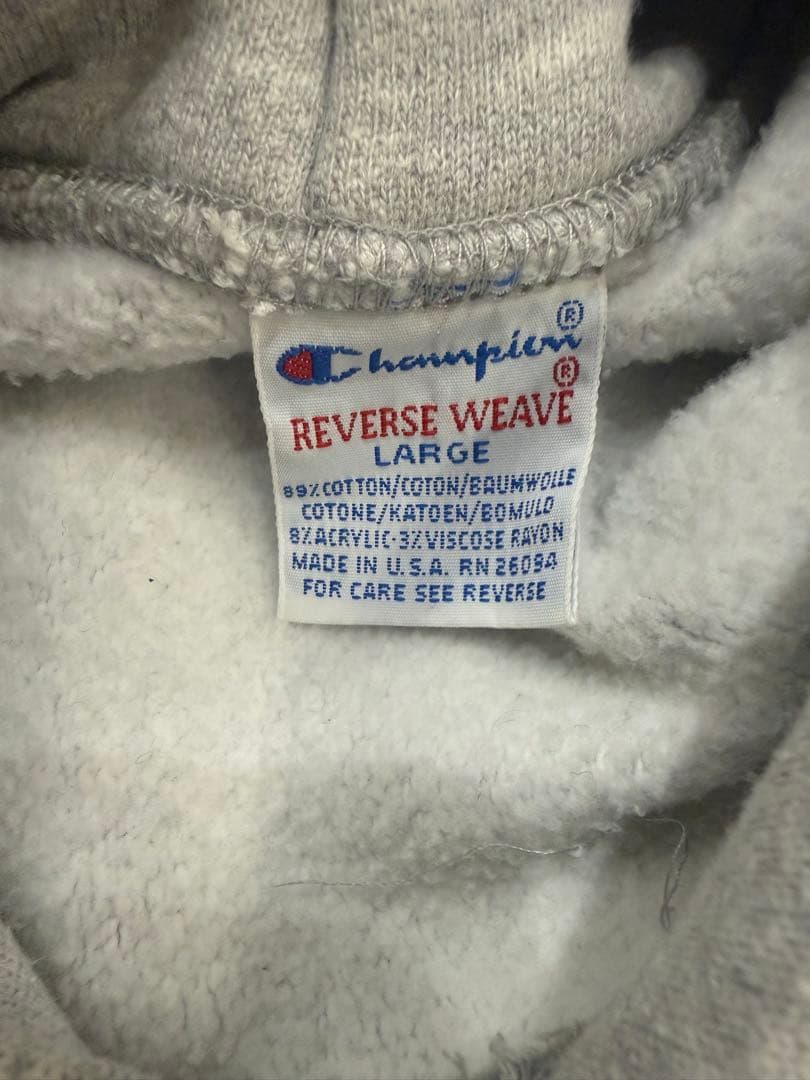 Champion ®
REVERSE WEAVE ®
LARGE
89% COTTON/COTON/BAUMWOLLE
COTONE/KATOEN/BOMULD
8% ACRYLIC-3% VISCOSE RAYON
MADE IN U.S.A. RN 26094
FOR CARE SEE REVERSE